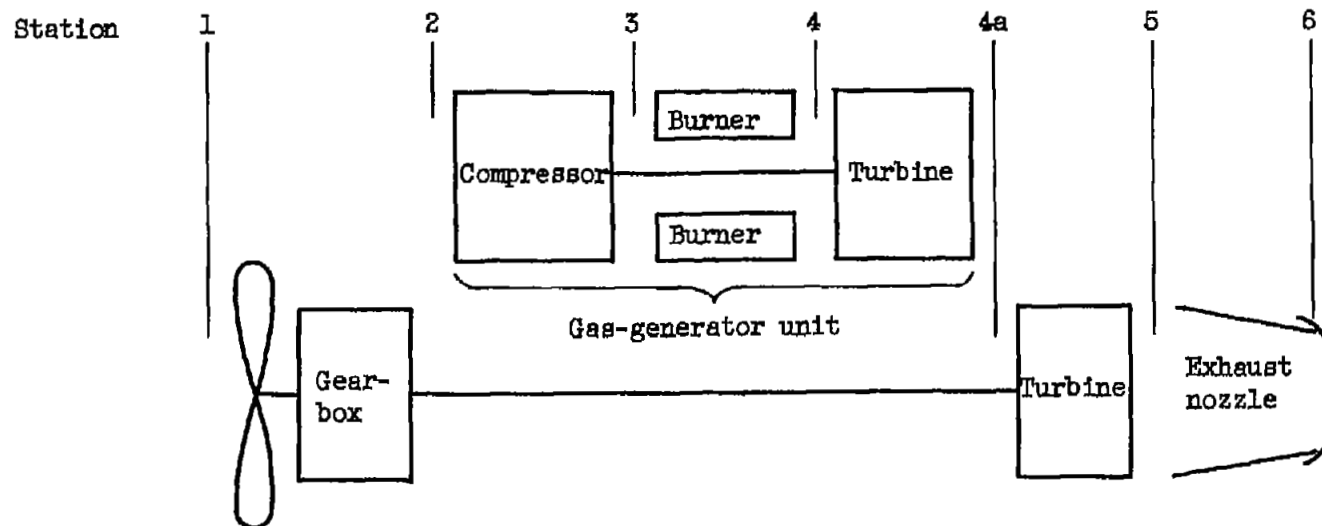 Station 1 2 3 4 4a 5 6
Burner
Compressor
Turbine
Burner
Gas-generator unit
Gear-
box
Turbine
Exhaust
nozzle